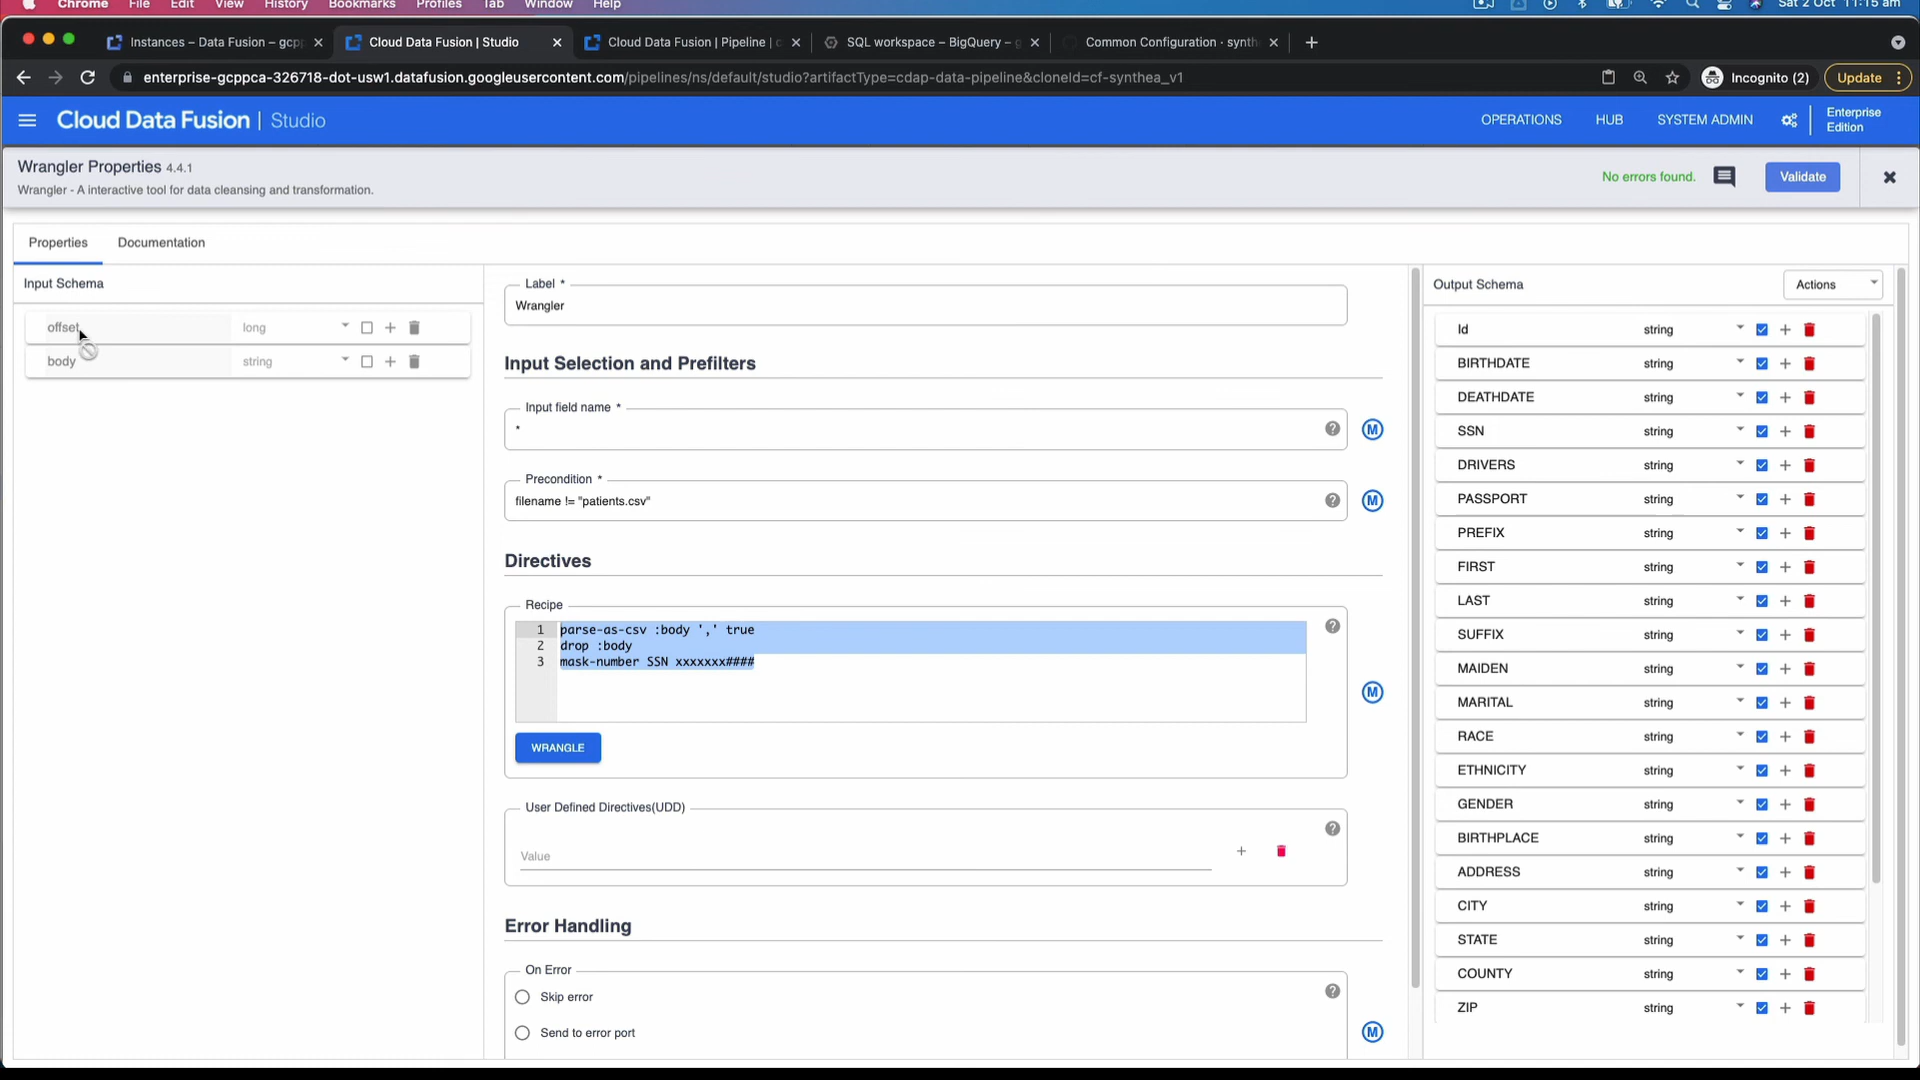 Chrome File Edit View History Bookmarks Profiles Tab Window Help Sat 2 Oct 11:15 am
Instances – Data Fusion – gcpp
Cloud Data Fusion | Studio
Cloud Data Fusion | Pipeline |
SQL workspace – BigQuery –
Common Configuration · synth
enterprise-gcppca-326718-dot-usw1.datafusion.googleusercontent.com/pipelines/ns/default/studio?artifactType=cdap-data-pipeline&cloneId=cf-synthea_v1
Incognito (2)
Update
Cloud Data Fusion | Studio
OPERATIONS
HUB
SYSTEM ADMIN
Enterprise
Edition
Wrangler Properties 4.4.1
Wrangler - A interactive tool for data cleansing and transformation.
No errors found.
Validate
Properties
Documentation
Input Schema
offset long
body string
Label *
Wrangler
Input Selection and Prefilters
Input field name *
*
M
Precondition *
filename != "patients.csv"
M
Directives
Recipe
1 parse-as-csv :body ',' true
2 drop :body
3 mask-number SSN xxxxxxx####
M
WRANGLE
User Defined Directives(UDD)
Value
Error Handling
On Error
Skip error
Send to error port
M
Output Schema
Actions
Id string
BIRTHDATE string
DEATHDATE string
SSN string
DRIVERS string
PASSPORT string
PREFIX string
FIRST string
LAST string
SUFFIX string
MAIDEN string
MARITAL string
RACE string
ETHNICITY string
GENDER string
BIRTHPLACE string
ADDRESS string
CITY string
STATE string
COUNTY string
ZIP string